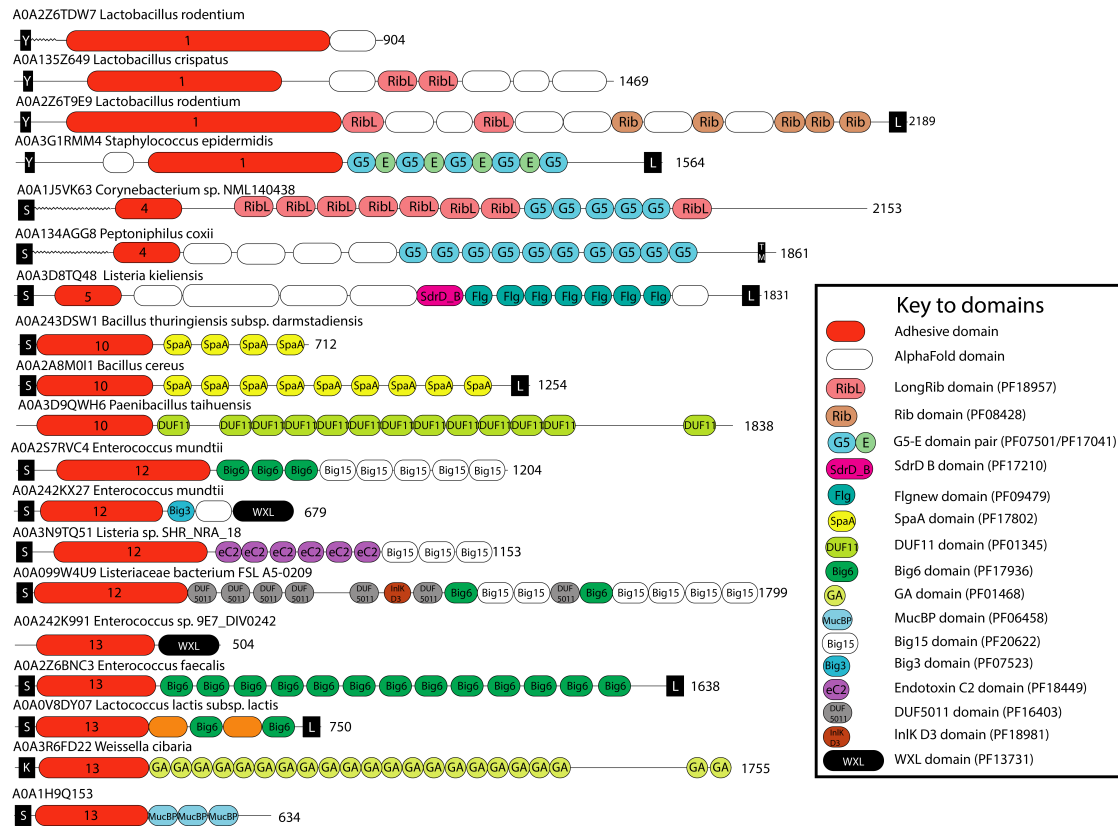 A0A2Z6TDW7 Lactobacillus rodentium
Y 1 904
A0A135Z649 Lactobacillus crispatus
Y 1 RibL RibL 1469
A0A2Z6T9E9 Lactobacillus rodentium
Y 1 RibL RibL Rib Rib Rib Rib Rib L 2189
A0A3G1RMM4 Staphylococcus epidermidis
Y 1 G5 E G5 E G5 E G5 E G5 L 1564
A0A1J5VK63 Corynebacterium sp. NML140438
S 4 RibL RibL RibL RibL RibL RibL RibL G5 G5 G5 G5 G5 RibL 2153
A0A134AGG8 Peptoniphilus coxii
S 4 G5 G5 G5 G5 G5 G5 G5 G5 G5 G5 TM 1861
A0A3D8TQ48 Listeria kieliensis
S 5 SdrD_B Flg Flg Flg Flg Flg Flg Flg L 1831
A0A243DSW1 Bacillus thuringiensis subsp. darmstadiensis
S 10 SpaA SpaA SpaA SpaA 712
A0A2A8M0I1 Bacillus cereus
S 10 SpaA SpaA SpaA SpaA SpaA SpaA SpaA SpaA SpaA L 1254
A0A3D9QWH6 Paenibacillus taihuensis
10 DUF11 DUF11 DUF11 DUF11 DUF11 DUF11 DUF11 DUF11 DUF11 DUF11 DUF11 DUF11 DUF11 1838
A0A2S7RVC4 Enterococcus mundtii
S 12 Big6 Big6 Big6 Big15 Big15 Big15 Big15 Big15 1204
A0A242KX27 Enterococcus mundtii
S 12 Big3 WXL 679
A0A3N9TQ51 Listeria sp. SHR_NRA_18
S 12 eC2 eC2 eC2 eC2 eC2 eC2 Big15 Big15 Big15 1153
A0A099W4U9 Listeriaceae bacterium FSL A5-0209
S 12 DUF 5011 DUF 5011 DUF 5011 DUF 5011 DUF 5011 InlK D3 DUF 5011 Big6 Big15 Big15 DUF 5011 Big6 Big15 Big15 Big15 Big15 1799
A0A242K991 Enterococcus sp. 9E7_DIV0242
13 WXL 504
A0A2Z6BNC3 Enterococcus faecalis
S 13 Big6 Big6 Big6 Big6 Big6 Big6 Big6 Big6 Big6 Big6 Big6 Big6 Big6 L 1638
A0A0V8DY07 Lactococcus lactis subsp. lactis
S 13 Big6 Big6 L 750
A0A3R6FD22 Weissella cibaria
K 13 GA GA GA GA GA GA GA GA GA GA GA GA GA GA GA GA GA GA GA GA GA GA 1755
A0A1H9Q153
S 13 MucBP MucBP MucBP 634
Key to domains
Adhesive domain
AlphaFold domain
RibL LongRib domain (PF18957)
Rib Rib domain (PF08428)
G5 E G5-E domain pair (PF07501/PF17041)
SdrD_B SdrD B domain (PF17210)
Flg Flgnew domain (PF09479)
SpaA SpaA domain (PF17802)
DUF11 DUF11 domain (PF01345)
Big6 Big6 domain (PF17936)
GA GA domain (PF01468)
MucBP MucBP domain (PF06458)
Big15 Big15 domain (PF20622)
Big3 Big3 domain (PF07523)
eC2 Endotoxin C2 domain (PF18449)
DUF 5011 DUF5011 domain (PF16403)
InlK D3 InlK D3 domain (PF18981)
WXL WXL domain (PF13731)